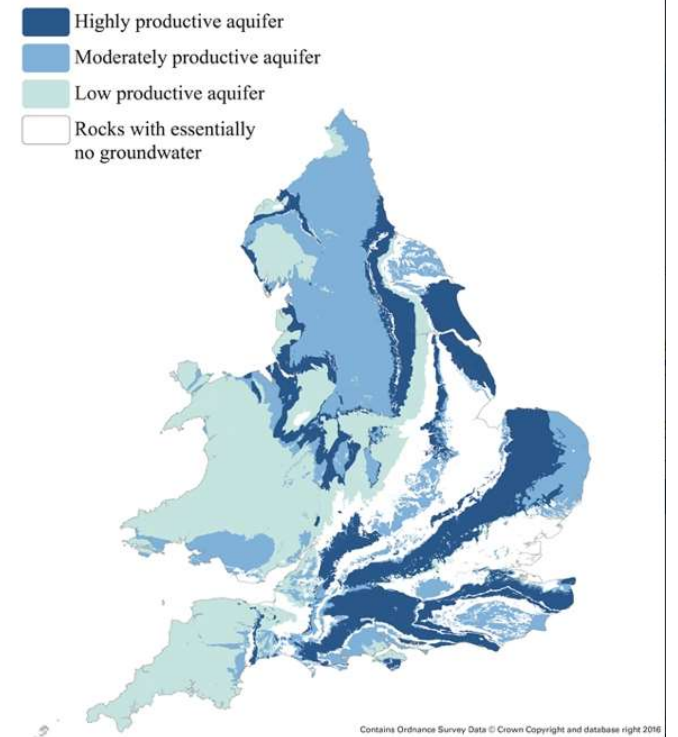 Highly productive aquifer
Moderately productive aquifer
Low productive aquifer
Rocks with essentially
no groundwater
Contains Ordnance Survey Data © Crown Copyright and database right 2016